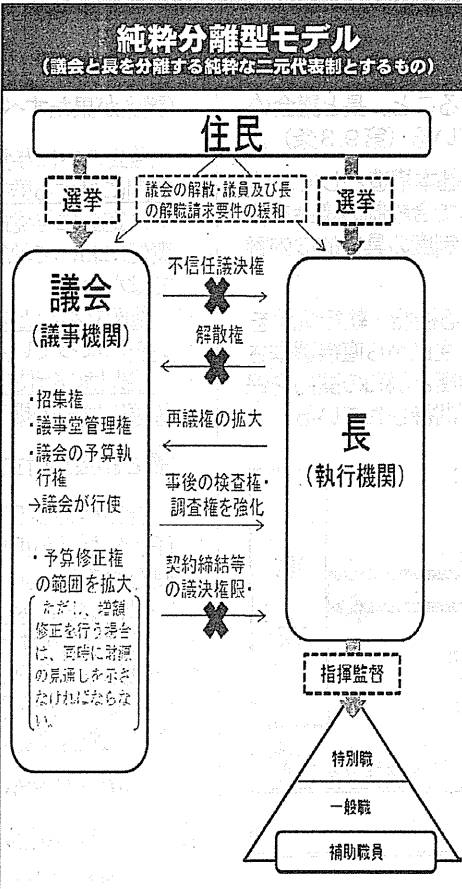 純粋分離型モデル
(議会と長を分離する純粋な二元代表制とするもの)
住民
選挙
議会の解散・議員及び長
の解職請求要件の緩和
選挙
議会
(議事機関)
・招集権
・議事堂管理権
・議会の予算執
行権
→議会が行使
・予算修正権
の範囲を拡大
ただし、増額
修正を行う場合
は、同時に財源
の見通しを示さ
なければならな
い。
不信任議決権
解散権
再議権の拡大
事後の検査権・
調査権を強化
契約締結等
の議決権限・
長
(執行機関)
指揮監督
特別職
一般職
補助職員